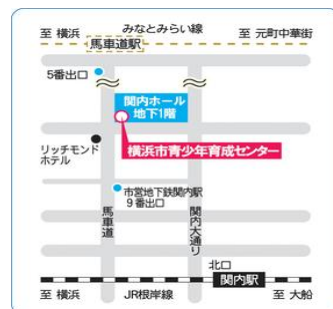 みなとみらい線
至 横浜
至 元町中華街
馬車道駅
5番出口
関内ホール
地下1階
リッチモンド
ホテル
横浜市青少年育成センター
市営地下鉄関内駅
9番出口
馬車道
関内大通り
北口
関内駅
至 横浜
JR根岸線
至 大船